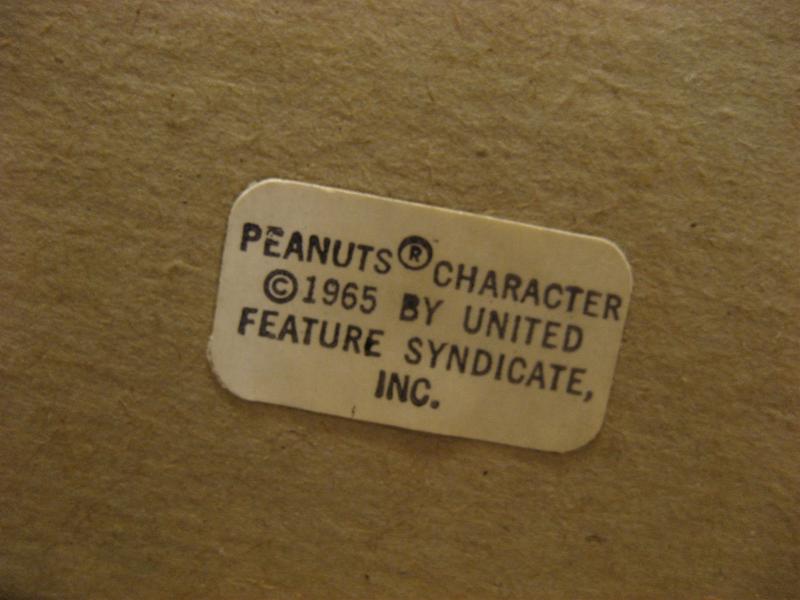 PEANUTS® CHARACTER
©1965 BY UNITED
FEATURE SYNDICATE,
INC.